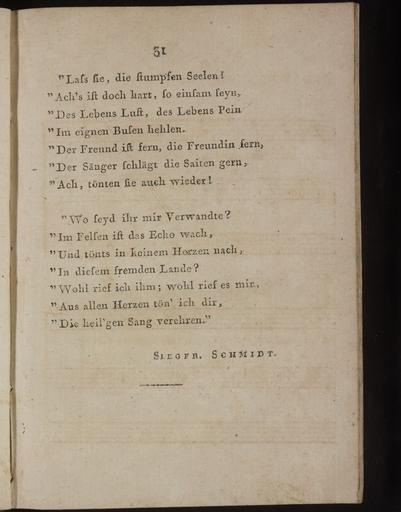 31
"Laſs ſie, die ſtumpfen Seelen!
"Ach's iſt doch hart, ſo einſam ſeyn,
"Des Lebens Luſt, des Lebens Pein
"Im eignen Buſen hehlen.
"Der Freund iſt fern, die Freundin fern,
"Der Sänger ſchlägt die Saiten gern,
"Ach, tönten ſie auch wieder!
"Wo ſeyd ihr mir Verwandte?
"Im Felſen iſt das Echo wach,
"Und tönts in keinem Herzen nach,
"In dieſem fremden Lande?
"Wohl rief ich ihm; wohl rief es mir,
"Aus allen Herzen tön' ich dir,
"Die heil'gen Sang verehren."
SIEGFR. SCHMIDT.